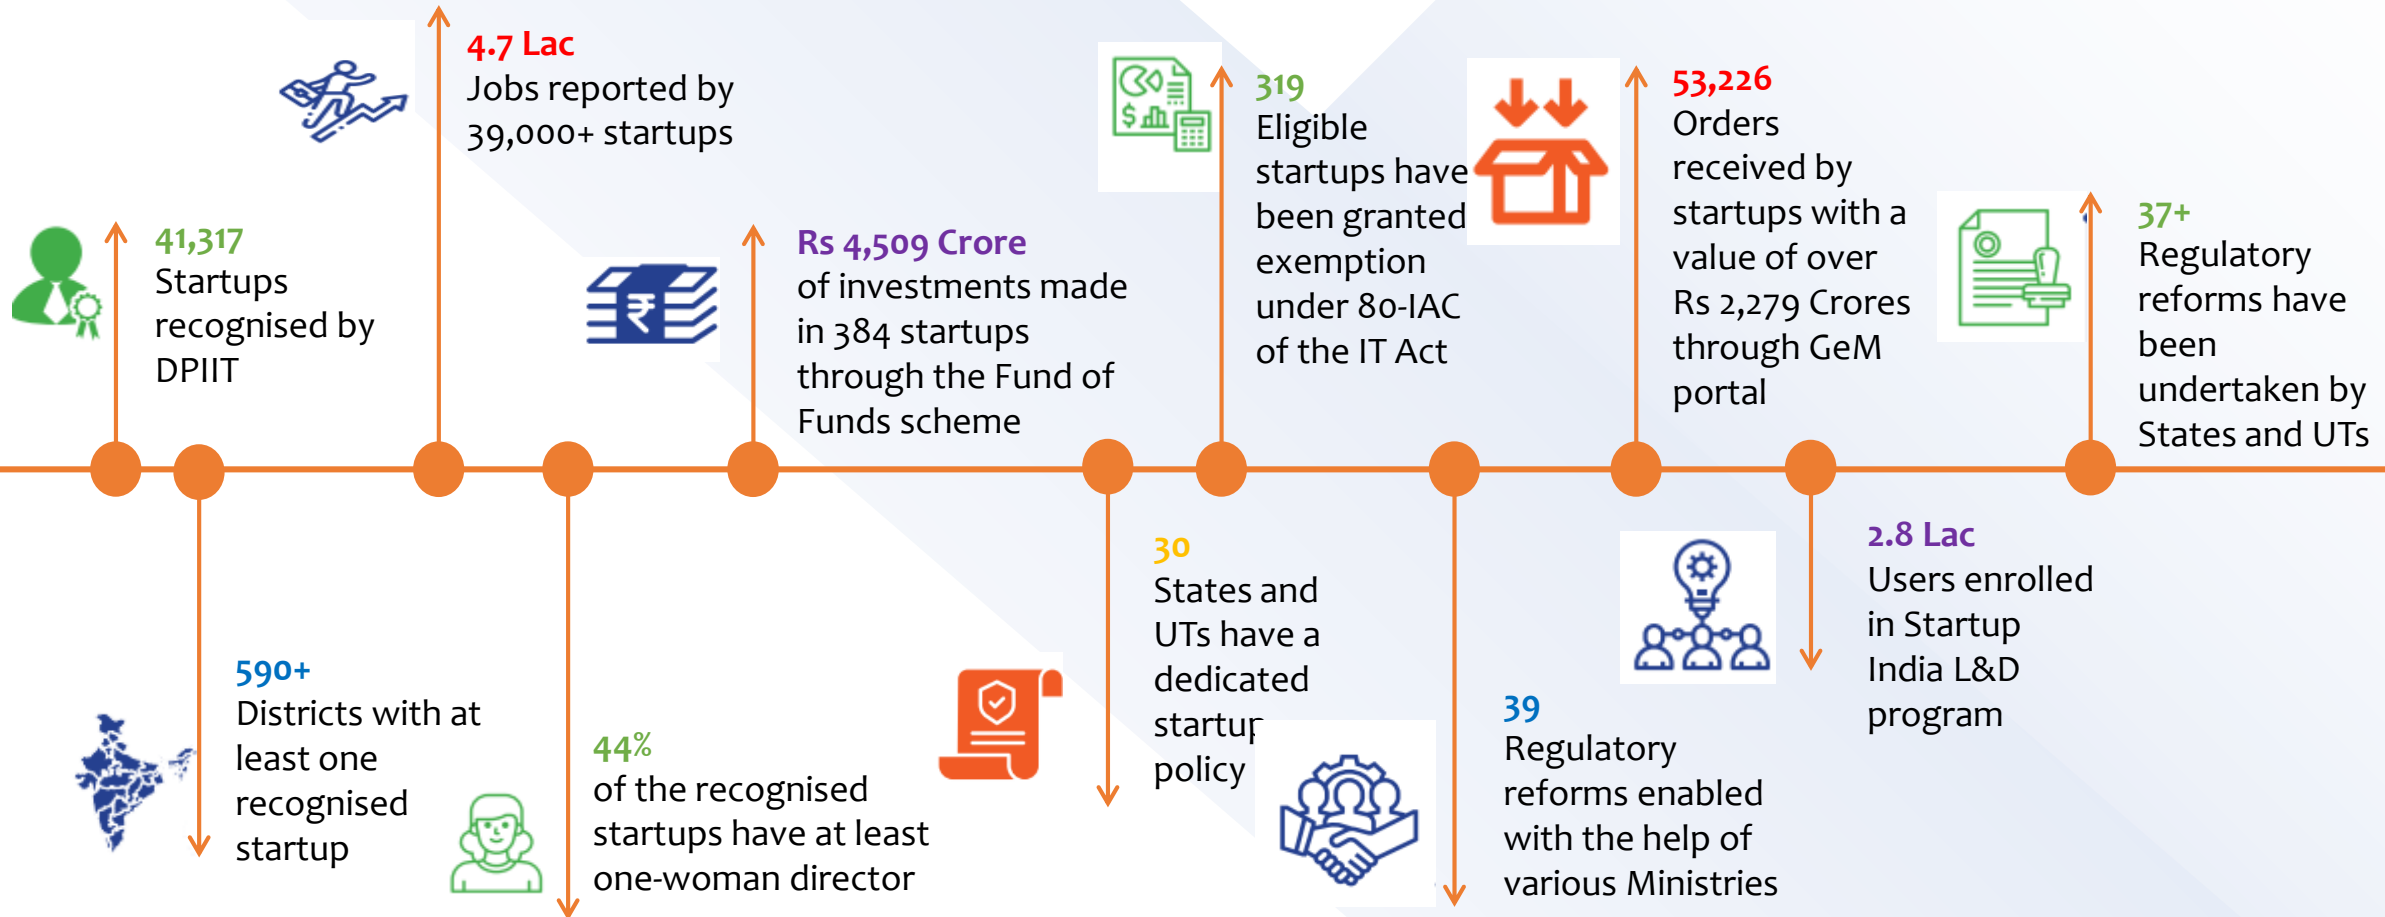 4.7 Lac
Jobs reported by
39,000+ startups
41,317
Startups
recognised by
DPIIT
Rs 4,509 Crore
of investments made
in 384 startups
through the Fund of
Funds scheme
319
Eligible
startups have
been granted
exemption
under 80-IAC
of the IT Act
53,226
Orders
received by
startups with a
value of over
Rs 2,279 Crores
through GeM
portal
37+
Regulatory
reforms have
been
undertaken by
States and UTs
590+
Districts with at
least one
recognised
startup
44%
of the recognised
startups have at least
one-woman director
30
States and
UTs have a
dedicated
startup
policy
39
Regulatory
reforms enabled
with the help of
various Ministries
2.8 Lac
Users enrolled
in Startup
India L&D
program